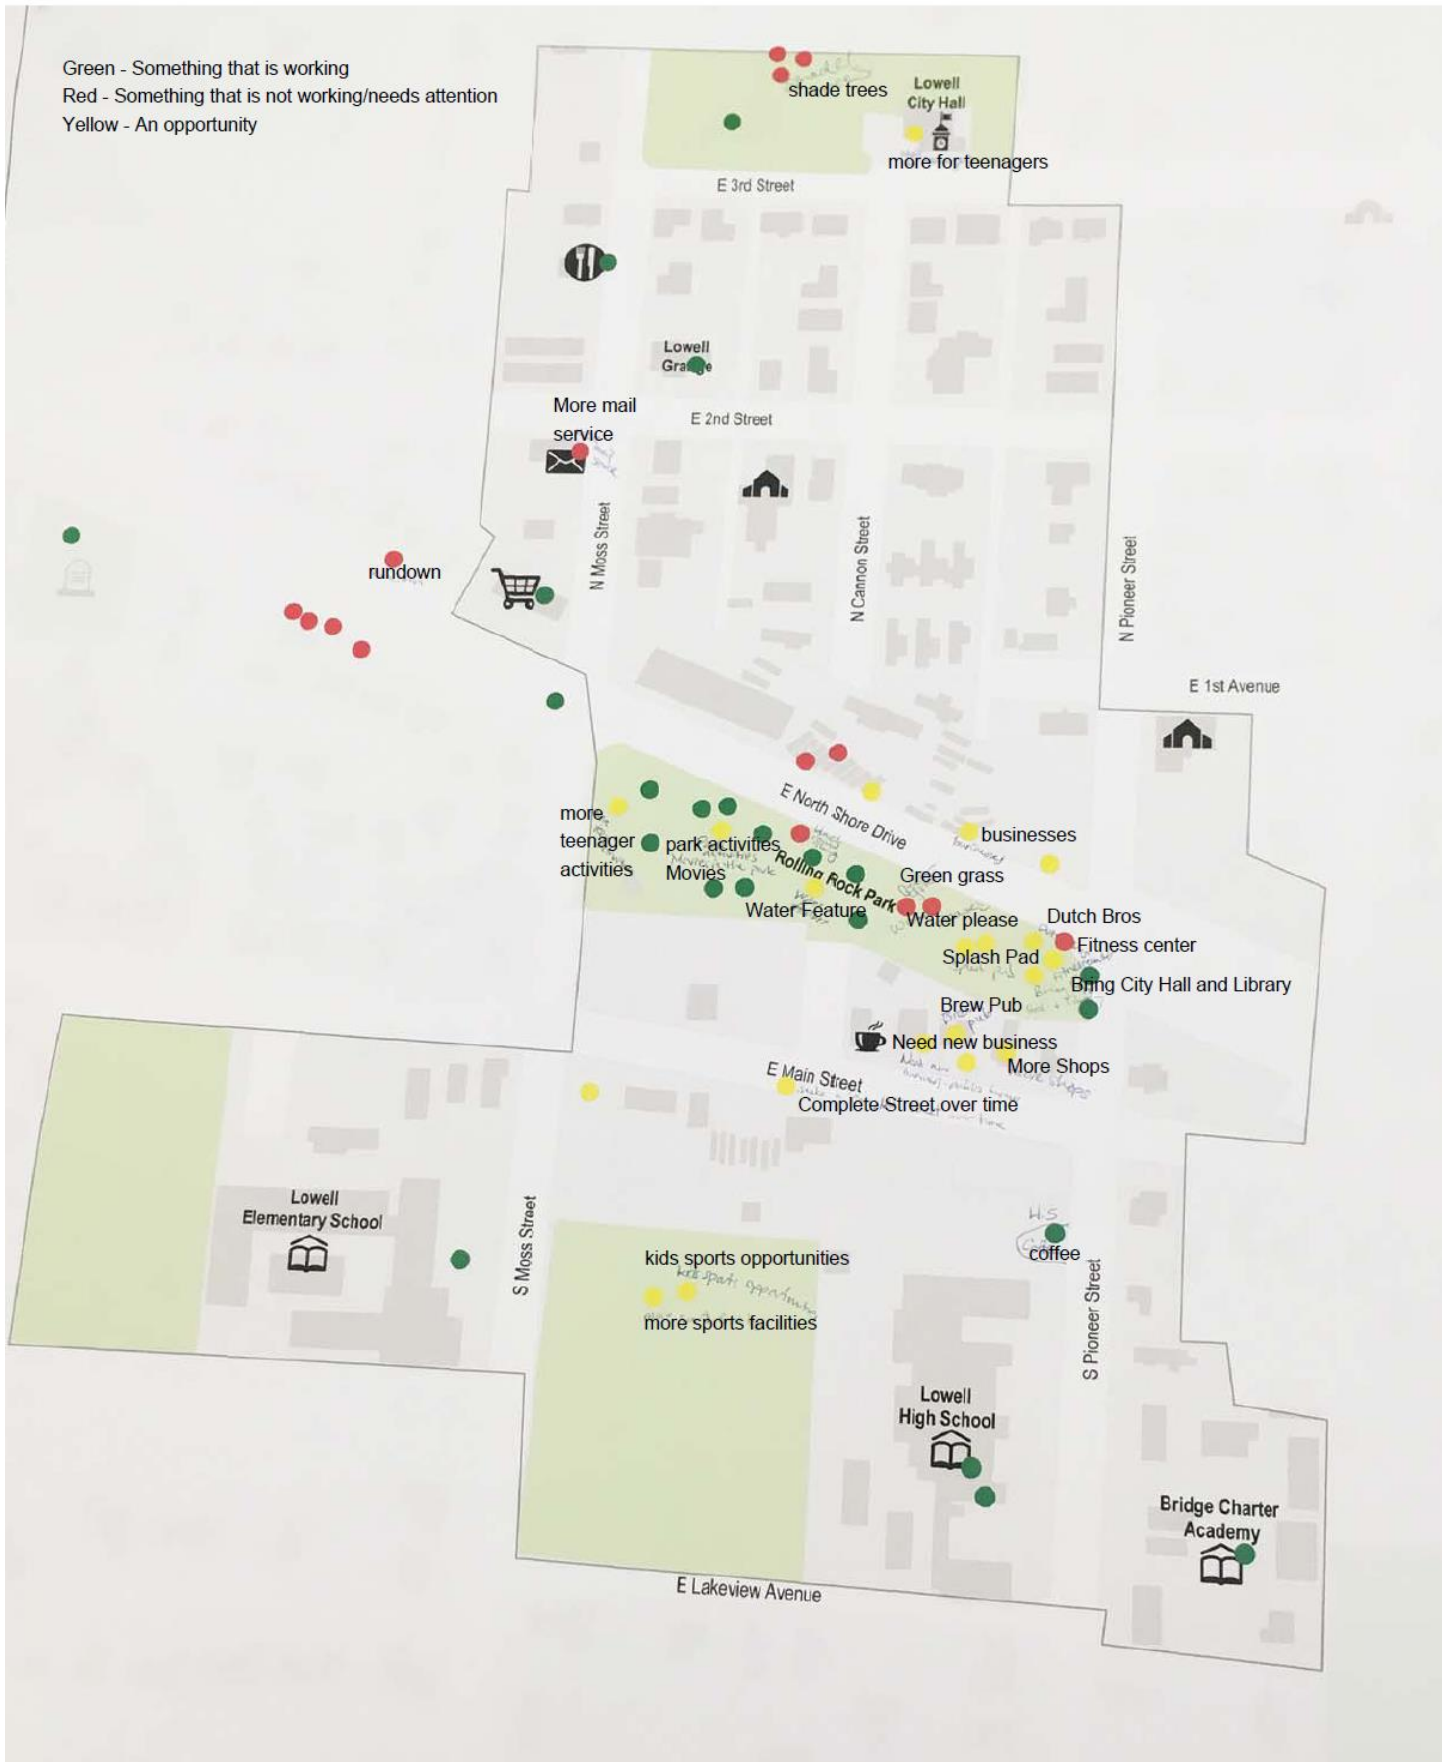 Green - Something that is working
Red - Something that is not working/needs attention
Yellow - An opportunity
shade trees
Lowell
City Hall
more for teenagers
E 3rd Street
Lowell
Grange
More mail
service
E 2nd Street
N Moss Street
N Cannon Street
N Pioneer Street
rundown
E 1st Avenue
E North Shore Drive
businesses
more
teenager
activities
park activities
Movies
Rolling Rock Park
Green grass
Water Feature
Water please
Dutch Bros
Fitness center
Splash Pad
Bring City Hall and Library
Brew Pub
Need new business
More Shops
E Main Street
Complete Street over time
Lowell
Elementary School
S Moss Street
kids sports opportunities
kids sports opportunities
more sports facilities
H.S
coffee
S Pioneer Street
Lowell
High School
Bridge Charter
Academy
E Lakeview Avenue